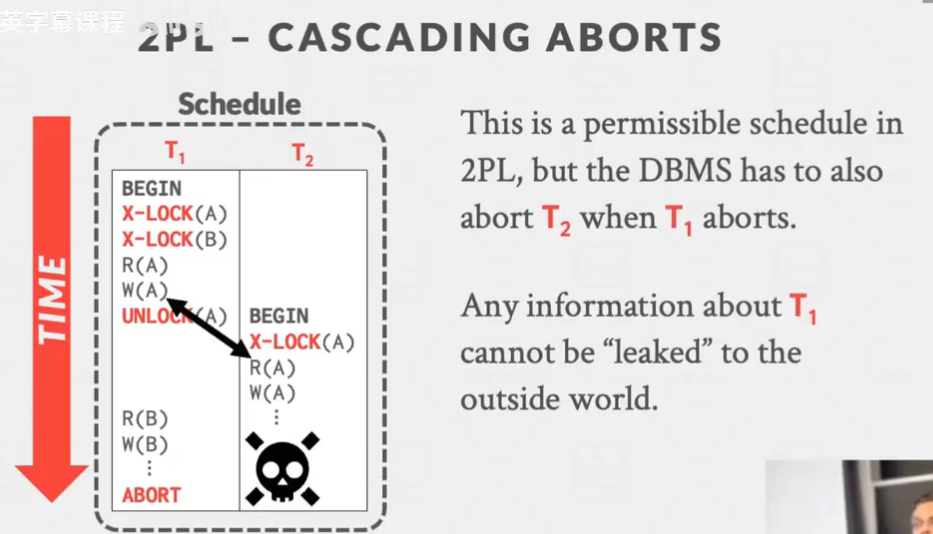 英字幕课程
2PL – CASCADING ABORTS
Schedule
TIME
T1
T2
BEGIN
X-LOCK(A)
X-LOCK(B)
R(A)
W(A)
UNLOCK(A)
BEGIN
X-LOCK(A)
R(A)
W(A)
⋮
R(B)
W(B)
⋮
ABORT
This is a permissible schedule in
2PL, but the DBMS has to also
abort T2 when T1 aborts.
Any information about T1
cannot be “leaked” to the
outside world.